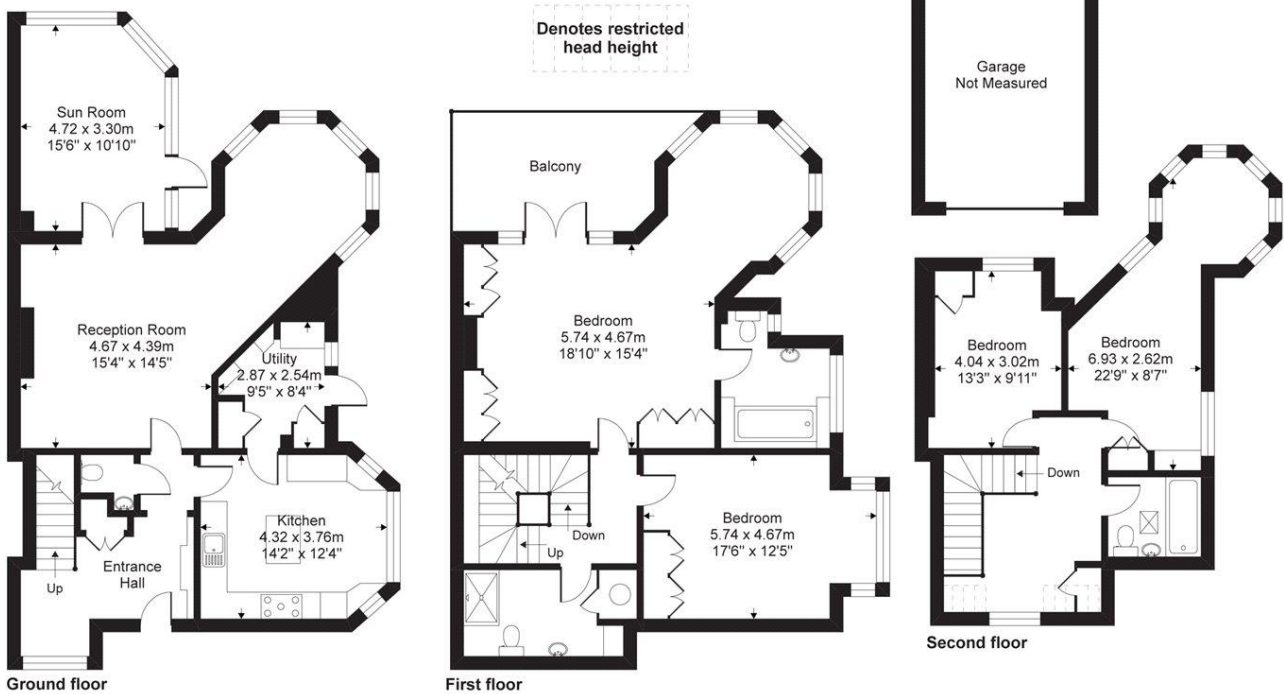 Denotes restricted
head height
Garage
Not Measured
Sun Room
4.72 x 3.30m
15'6" x 10'10"
Reception Room
4.67 x 4.39m
15'4" x 14'5"
Utility
2.87 x 2.54m
9'5" x 8'4"
Kitchen
4.32 x 3.76m
14'2" x 12'4"
Entrance
Hall
Up
Ground floor
Balcony
Bedroom
5.74 x 4.67m
18'10" x 15'4"
Bedroom
5.74 x 4.67m
17'6" x 12'5"
Down
Up
First floor
Bedroom
4.04 x 3.02m
13'3" x 9'11"
Bedroom
6.93 x 2.62m
22'9" x 8'7"
Down
Second floor